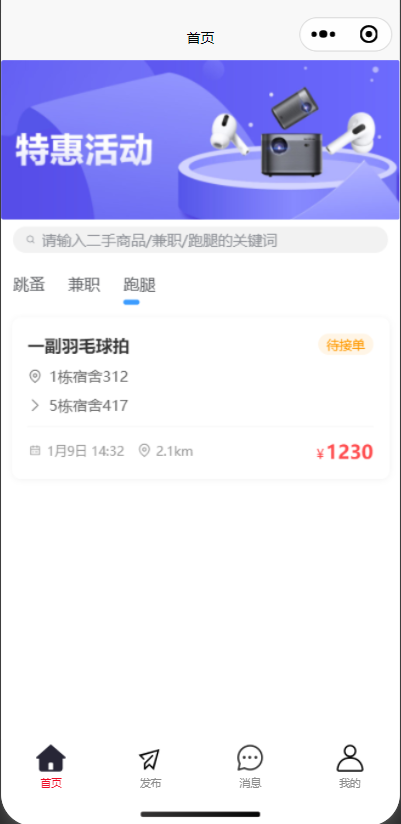 首页
特惠活动
请输入二手商品/兼职/跑腿的关键词
跳蚤 兼职 跑腿
一副羽毛球拍 待接单
1栋宿舍312
5栋宿舍417
1月9日 14:32 2.1km ¥1230
首页 发布 消息 我的